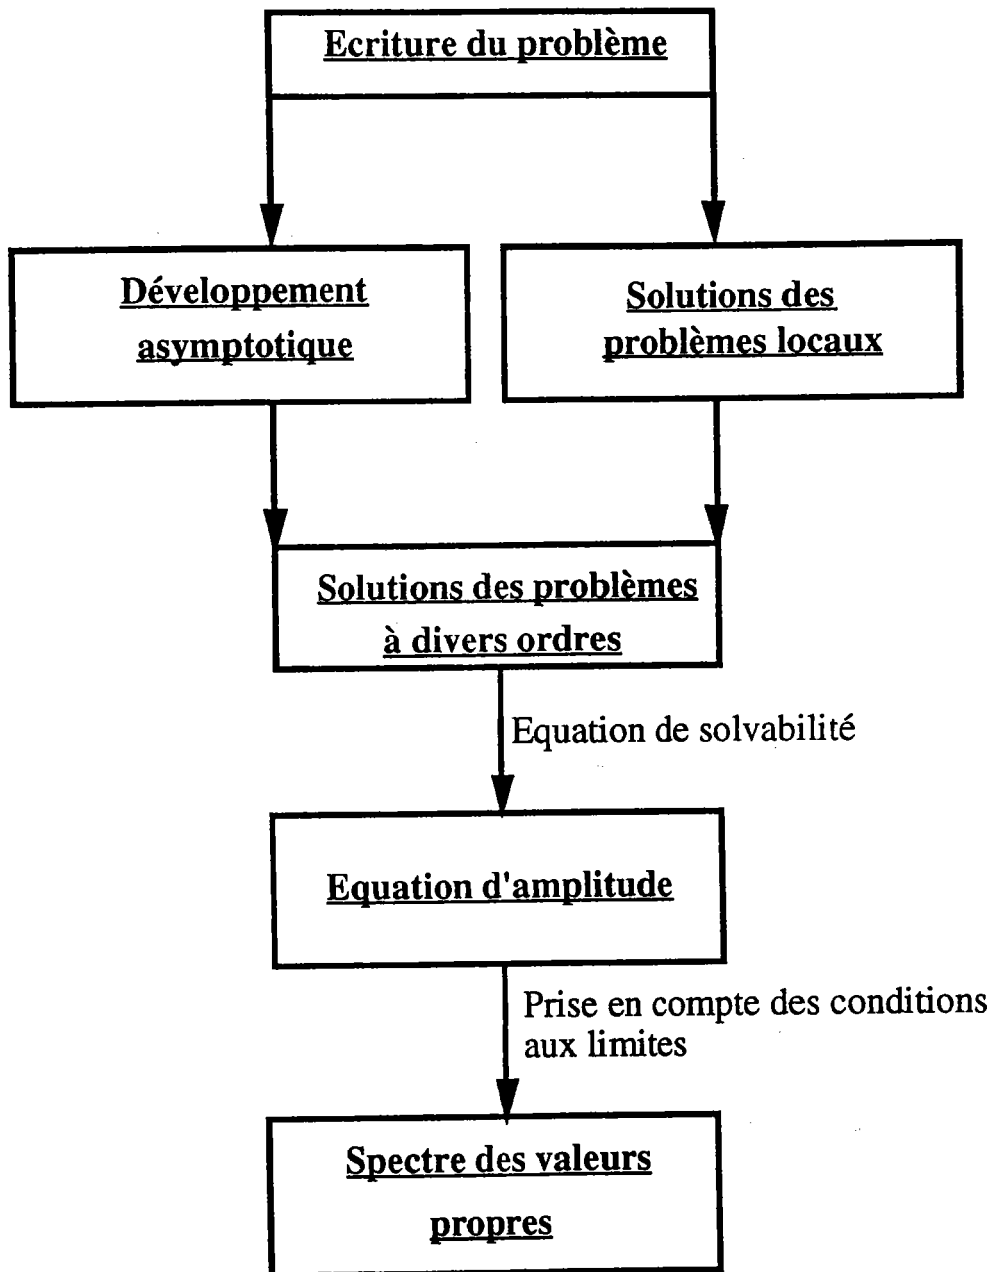 Ecriture du problème
Développement
asymptotique
Solutions des
problèmes locaux
Solutions des problèmes
à divers ordres
Equation de solvabilité
Equation d'amplitude
Prise en compte des conditions
aux limites
Spectre des valeurs
propres